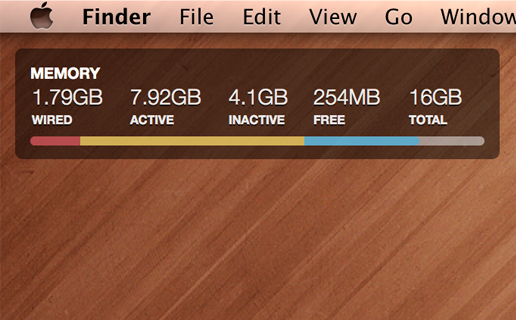 Finder File Edit View Go Window
MEMORY
1.79GB 7.92GB 4.1GB 254MB 16GB
WIRED ACTIVE INACTIVE FREE TOTAL